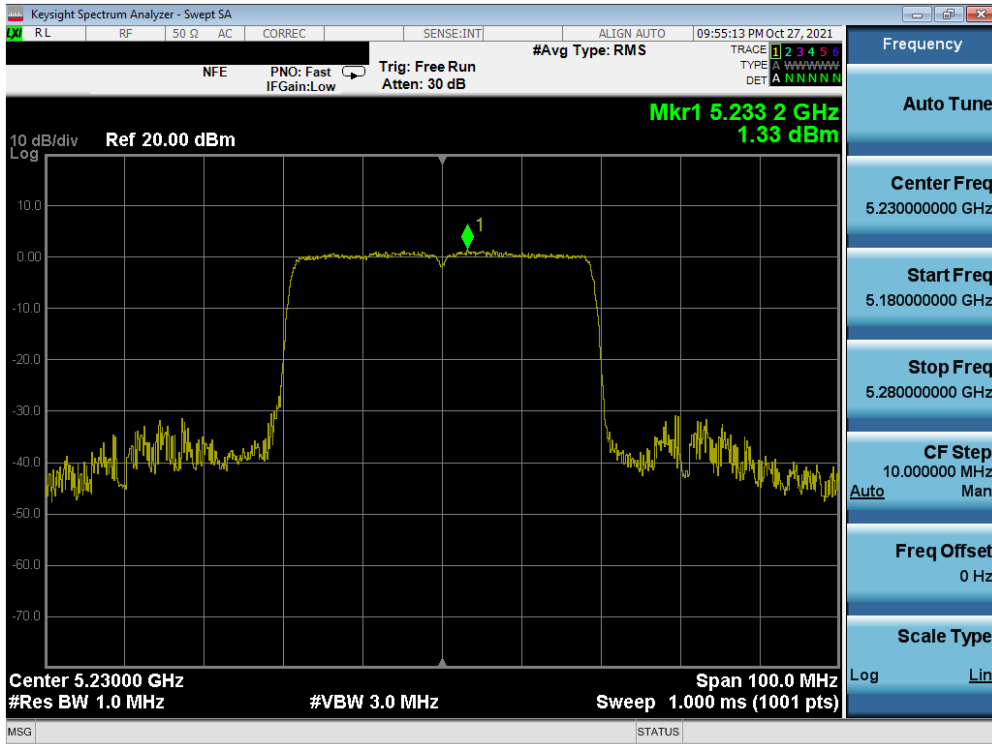 Keysight Spectrum Analyzer - Swept SA
LXI RL RF 50 Ω AC CORREC SENSE:INT ALIGN AUTO 09:55:13 PM Oct 27, 2021
#Avg Type: RMS TRACE 1 2 3 4 5 6
NFE PNO: Fast Trig: Free Run TYPE A WWWWW
IFGain:Low Atten: 30 dB DET A N N N N N
Mkr1 5.233 2 GHz
1.33 dBm
10 dB/div Ref 20.00 dBm
Log
10.0
1
0.00
-10.0
-20.0
-30.0
-40.0
-50.0
-60.0
-70.0
Center 5.23000 GHz Span 100.0 MHz
#Res BW 1.0 MHz #VBW 3.0 MHz Sweep 1.000 ms (1001 pts)
MSG STATUS
Frequency
Auto Tune
Center Freq
5.230000000 GHz
Start Freq
5.180000000 GHz
Stop Freq
5.280000000 GHz
CF Step
10.000000 MHz
Auto Man
Freq Offset
0 Hz
Scale Type
Log Lin